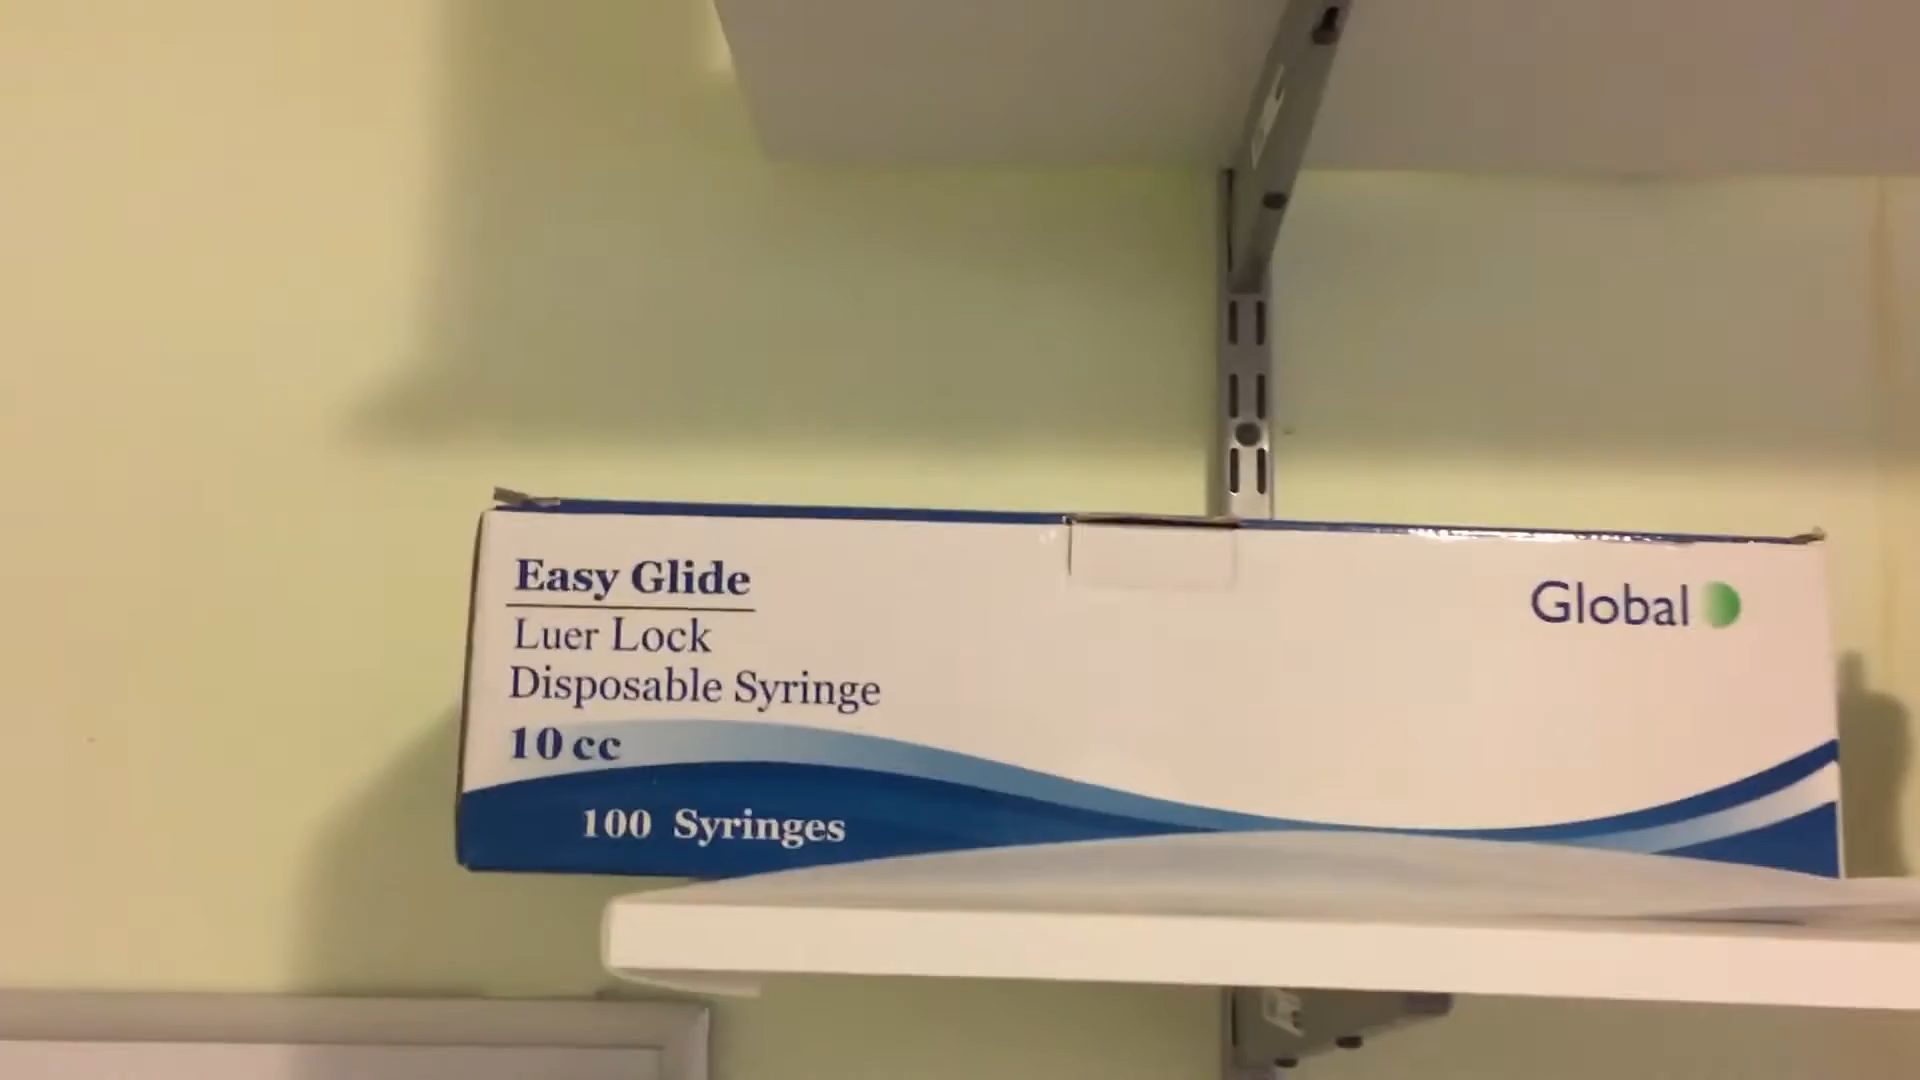 Easy Glide
Luer Lock
Disposable Syringe
10 cc
100 Syringes
Global